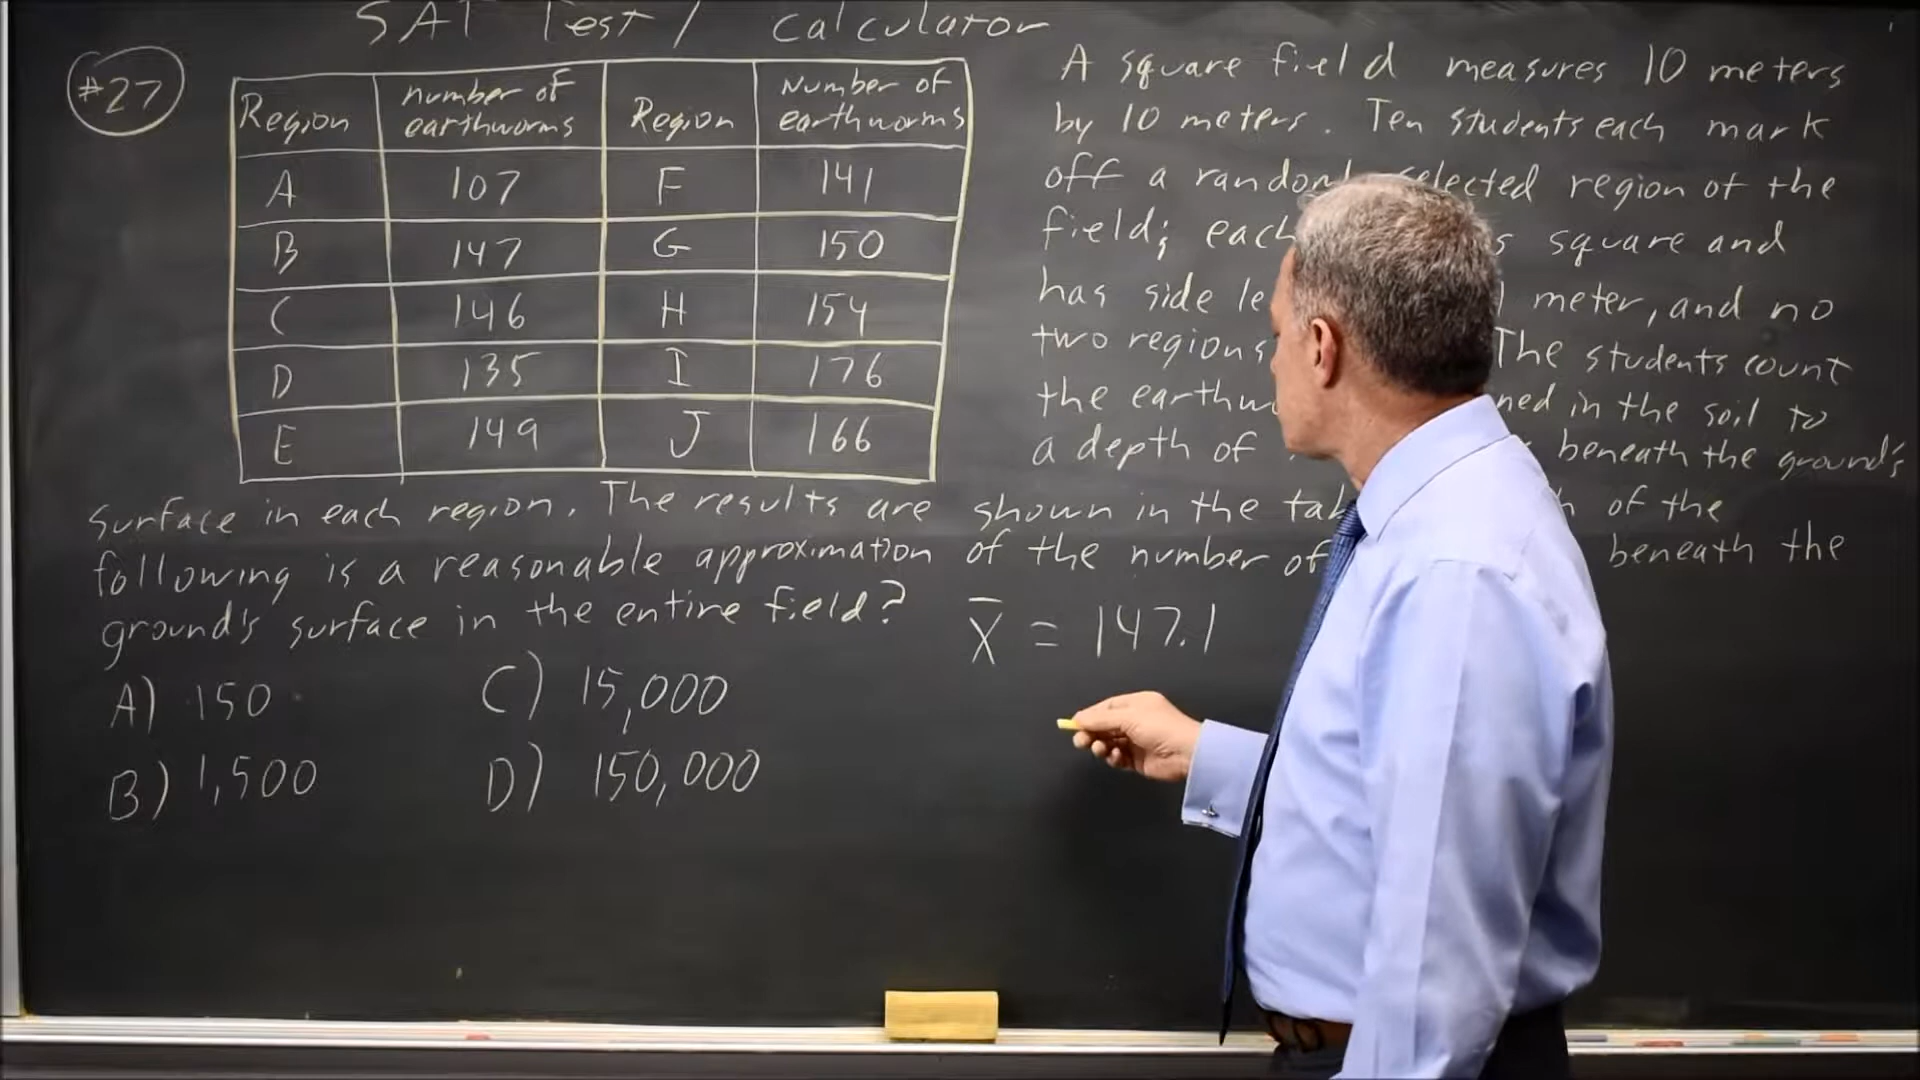 SAT Test / Calculator
#27
Region number of earthworms Region Number of earthworms
A 107 F 141
B 147 G 150
C 146 H 154
D 135 I 176
E 149 J 166
A square field measures 10 meters
by 10 meters. Ten students each mark
off a selected region of the
field; each square and
has side meter, and no
two regions The students count
the in the soil to
a depth of beneath the ground's
surface in each region. The results are shown in the of the
following is a reasonable approximation of the number of beneath the
ground's surface in the entire field?
x̄ = 147.1
A) 150 C) 15,000
B) 1,500 D) 150,000